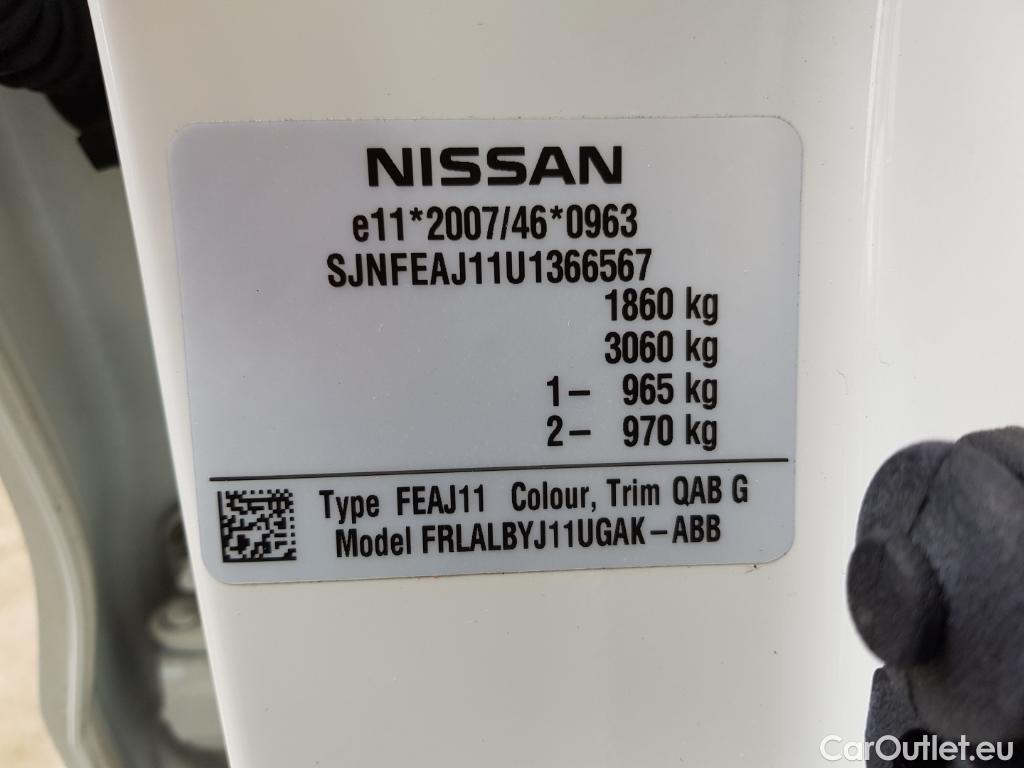 NISSAN
e11*2007/46*0963
SJNFEAJ11U1366567
1860 kg
3060 kg
1– 965 kg
2– 970 kg
Type FEAJ11 Colour, Trim QAB G
Model FRLALBYJ11UGAK–ABB
CarOutlet.eu